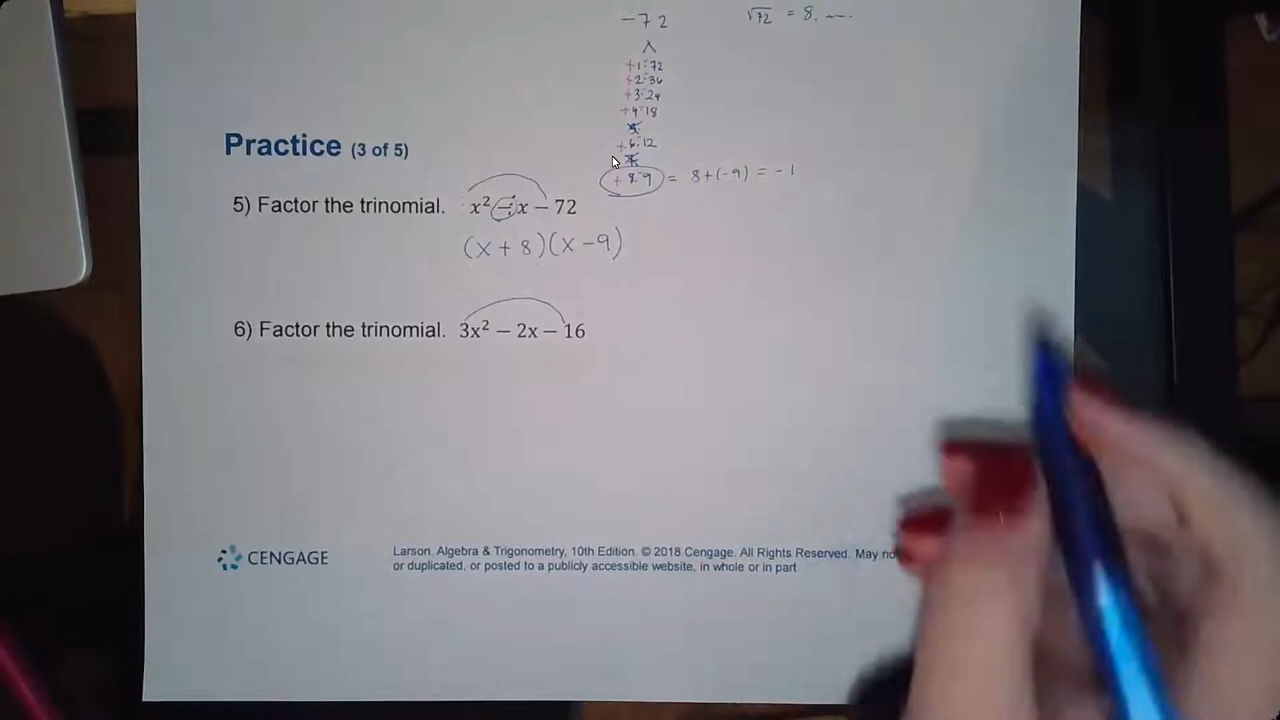 -72 √72 = 8.
+1·-72
+2·-36
+3·-24
+4·-18
+6·-12
+8·-9 = 8+(-9) = -1
Practice (3 of 5)
5) Factor the trinomial. x² − x − 72
(x + 8)(x − 9)
6) Factor the trinomial. 3x² − 2x − 16
CENGAGE
Larson, Algebra & Trigonometry, 10th Edition. © 2018 Cengage. All Rights Reserved. May
or duplicated, or posted to a publicly accessible website, in whole or in part